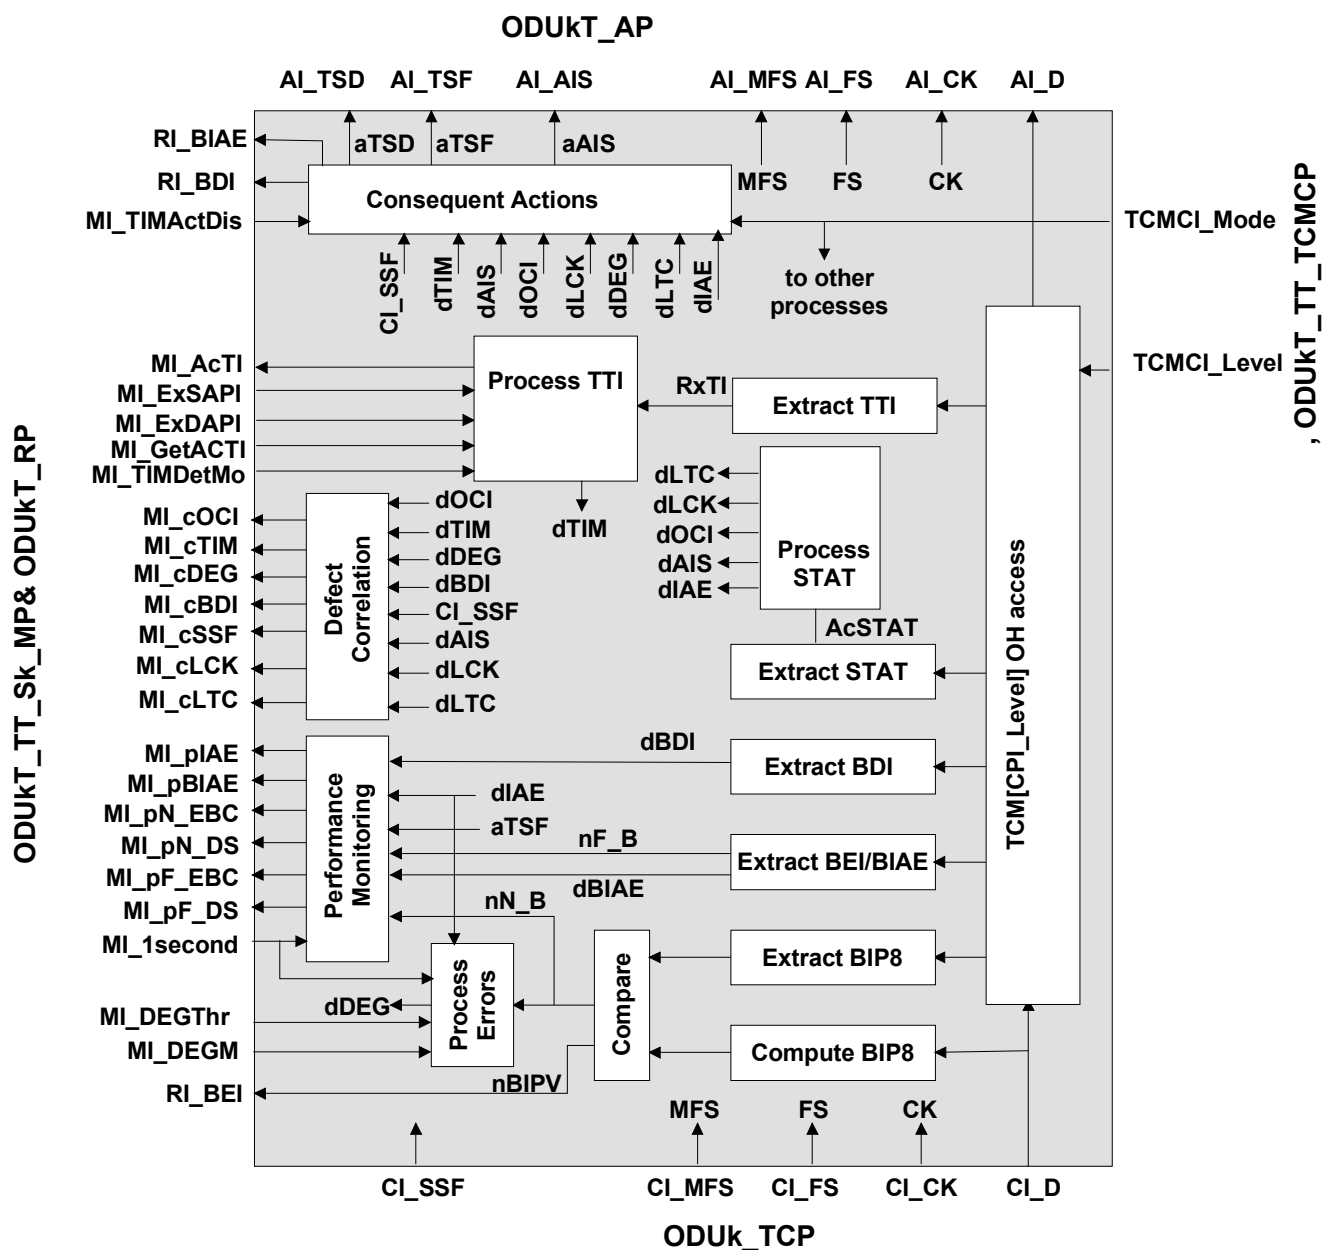 ODUkT_AP
AI_TSD
AI_TSF
AI_AIS
AI_MFS
AI_FS
AI_CK
AI_D
RI_BIAE
aTSD
aTSF
aAIS
RI_BDI
MFS
FS
CK
Consequent Actions
MI_TIMActDis
TCMCI_Mode
CI_SSF
dTIM
dAIS
dOCI
dLCK
dDEG
dLTC
dIAE
to other
processes
, ODUkT_TT_TCMCP
MI_AcTI
MI_ExSAPI
MI_ExDAPI
MI_GetACTI
MI_TIMDetMo
Process TTI
RxTI
Extract TTI
TCMCI_Level
dTIM
dLTC
dLCK
dOCI
dAIS
dIAE
Process
STAT
AcSTAT
Extract STAT
TCM[CPI_Level] OH access
ODUkT_TT_Sk_MP& ODUkT_RP
MI_cOCI
MI_cTIM
MI_cDEG
MI_cBDI
MI_cSSF
MI_cLCK
MI_cLTC
Defect
Correlation
dOCI
dTIM
dDEG
dBDI
CI_SSF
dAIS
dLCK
dLTC
MI_pIAE
MI_pBIAE
MI_pN_EBC
MI_pN_DS
MI_pF_EBC
MI_pF_DS
MI_1second
Performance
Monitoring
dBDI
Extract BDI
dIAE
aTSF
nF_B
Extract BEI/BIAE
dBIAE
nN_B
Extract BIP8
dDEG
Process
Errors
Compare
MI_DEGThr
MI_DEGM
Compute BIP8
nBIPV
RI_BEI
MFS
FS
CK
CI_SSF
CI_MFS
CI_FS
CI_CK
CI_D
ODUk_TCP